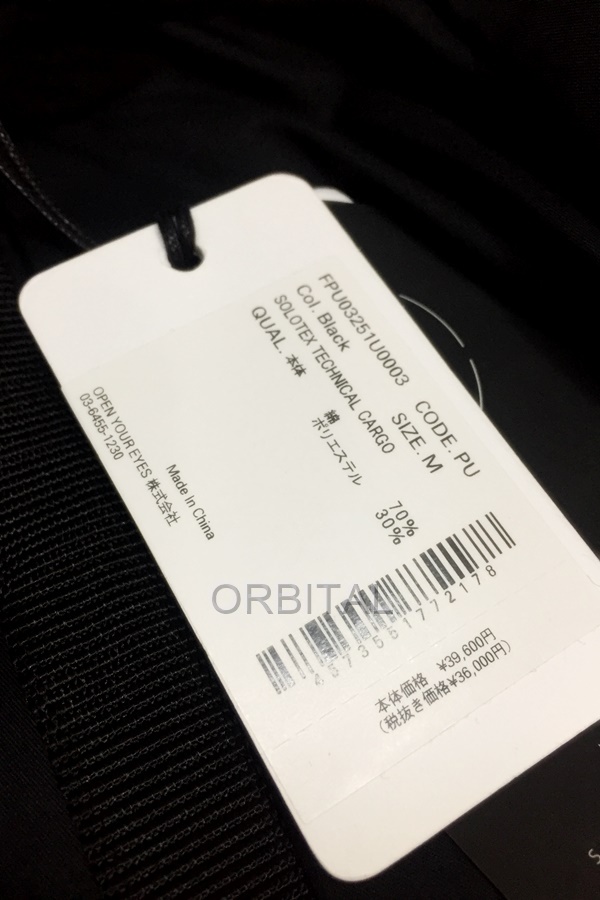 FPU03251U0003 CODE. PU
Col. Black SIZE. M
SOLOTEX TECHNICAL CARGO
QUAL. 本体 綿 70%
ポリエステル 30%
Made In China
OPEN YOUR EYES 株式会社
03-6455-1230
ORBITAL
本体価格 ¥39,600円
(税抜き価格¥36,000円)